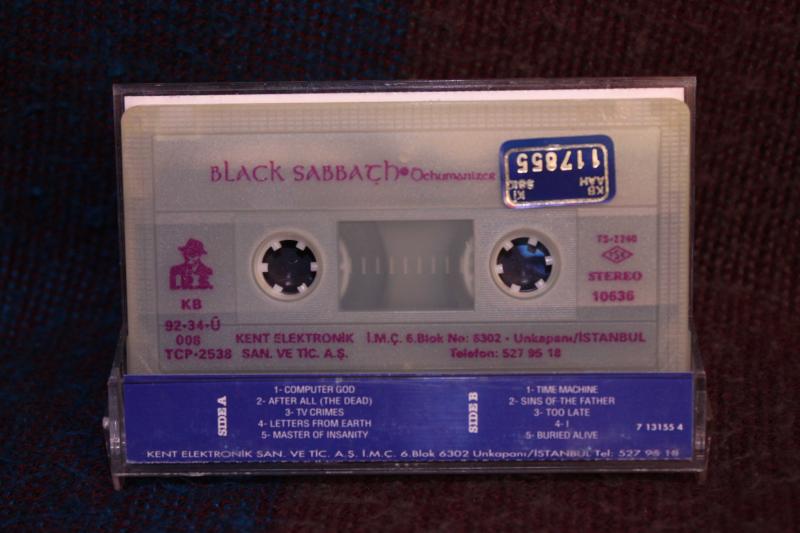 BLACK SABBATH• Dehumanizer
117855
KB
AAH
TS-2240
TSE
STEREO
10636
KB
92-34-Ü
008
TCP-2538
KENT ELEKTRONİK İ.M.Ç. 6.Blok No: 6302 • Unkapanı/İSTANBUL
SAN. VE TİC. A.Ş. Telefon: 527 95 18
SIDE A
1- COMPUTER GOD
2- AFTER ALL (THE DEAD)
3- TV CRIMES
4- LETTERS FROM EARTH
5- MASTER OF INSANITY
SIDE B
1- TIME MACHINE
2- SINS OF THE FATHER
3- TOO LATE
4- I
5- BURIED ALIVE
7 13155 4
KENT ELEKTRONİK SAN. VE TİC. A.Ş. İ.M.Ç. 6.Blok 6302 Unkapanı/İSTANBUL Tel: 527 95 18